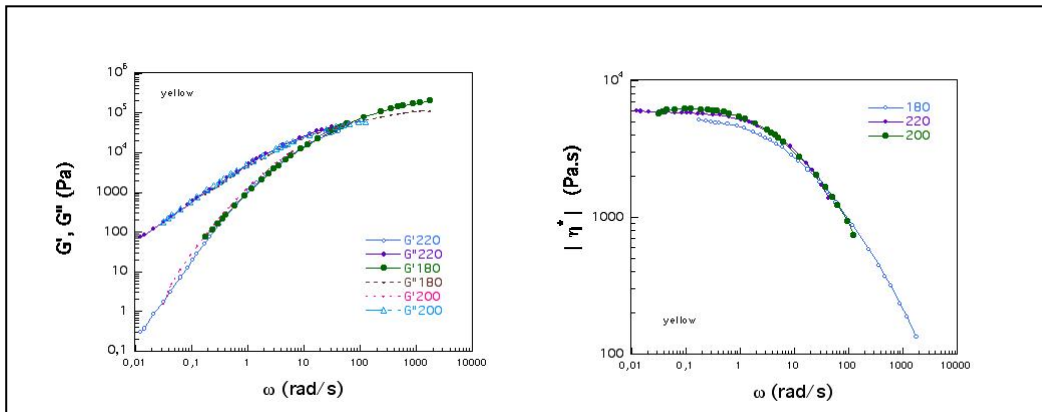 10⁶
10⁵
10⁴
1000
100
10
1
0,1
G', G'' (Pa)
yellow
G'220
G''220
G'180
G''180
G'200
G''200
0,01 0,1 1 10 100 1000 10000
ω (rad/s)
10⁴
1000
100
| η* | (Pa.s)
180
220
200
yellow
0,01 0,1 1 10 100 1000 10000
ω (rad/s)